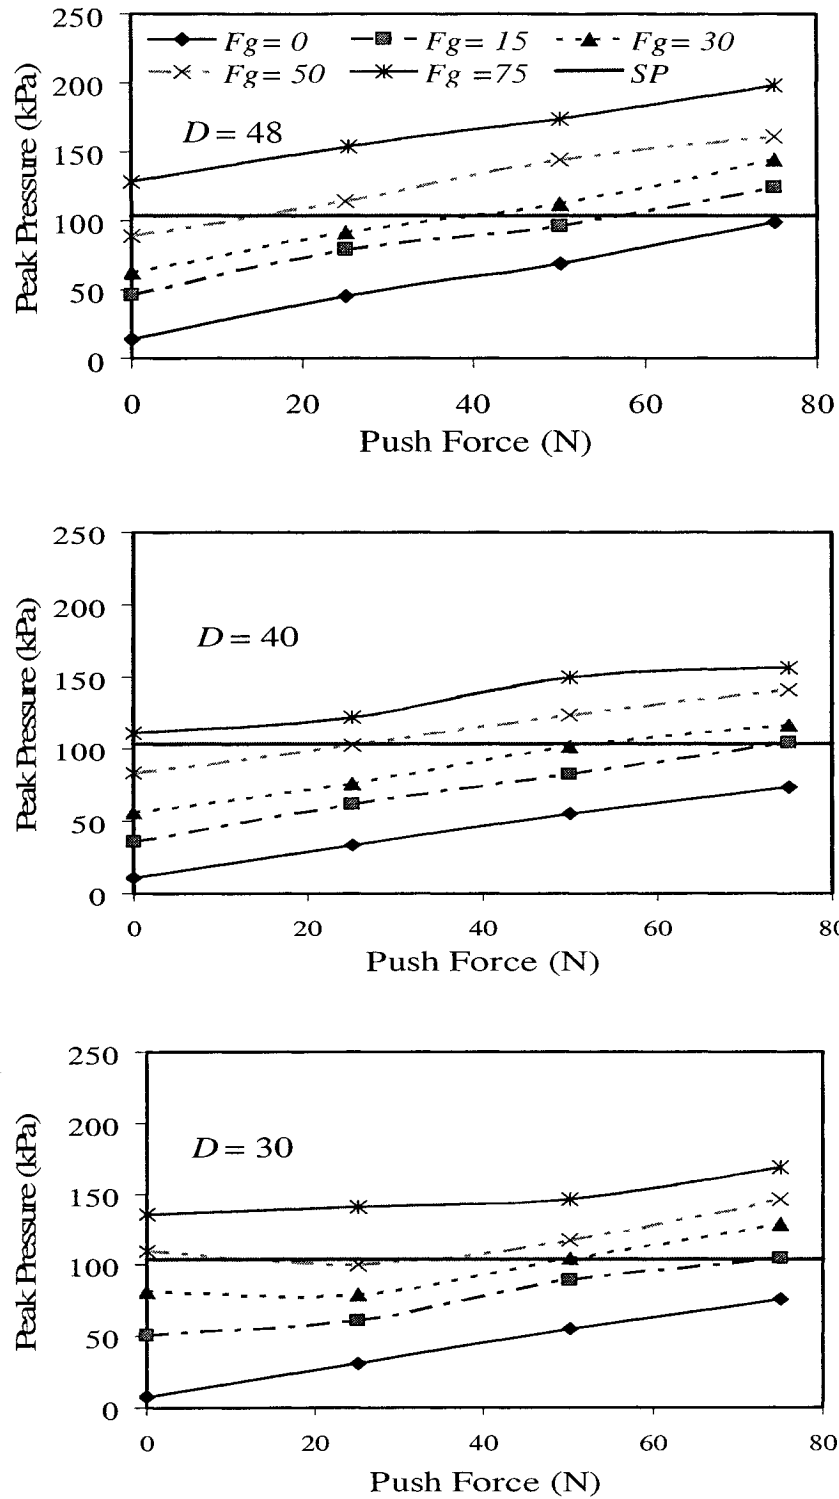 250
200
150
100
50
0
Peak Pressure (kPa)
Fg = 0 Fg = 15 Fg = 30
Fg = 50 Fg =75 SP
D = 48
0 20 40 60 80
Push Force (N)
250
200
150
100
50
0
Peak Pressure (kPa)
D = 40
0 20 40 60 80
Push Force (N)
250
200
150
100
50
0
Peak Pressure (kPa)
D = 30
0 20 40 60 80
Push Force (N)